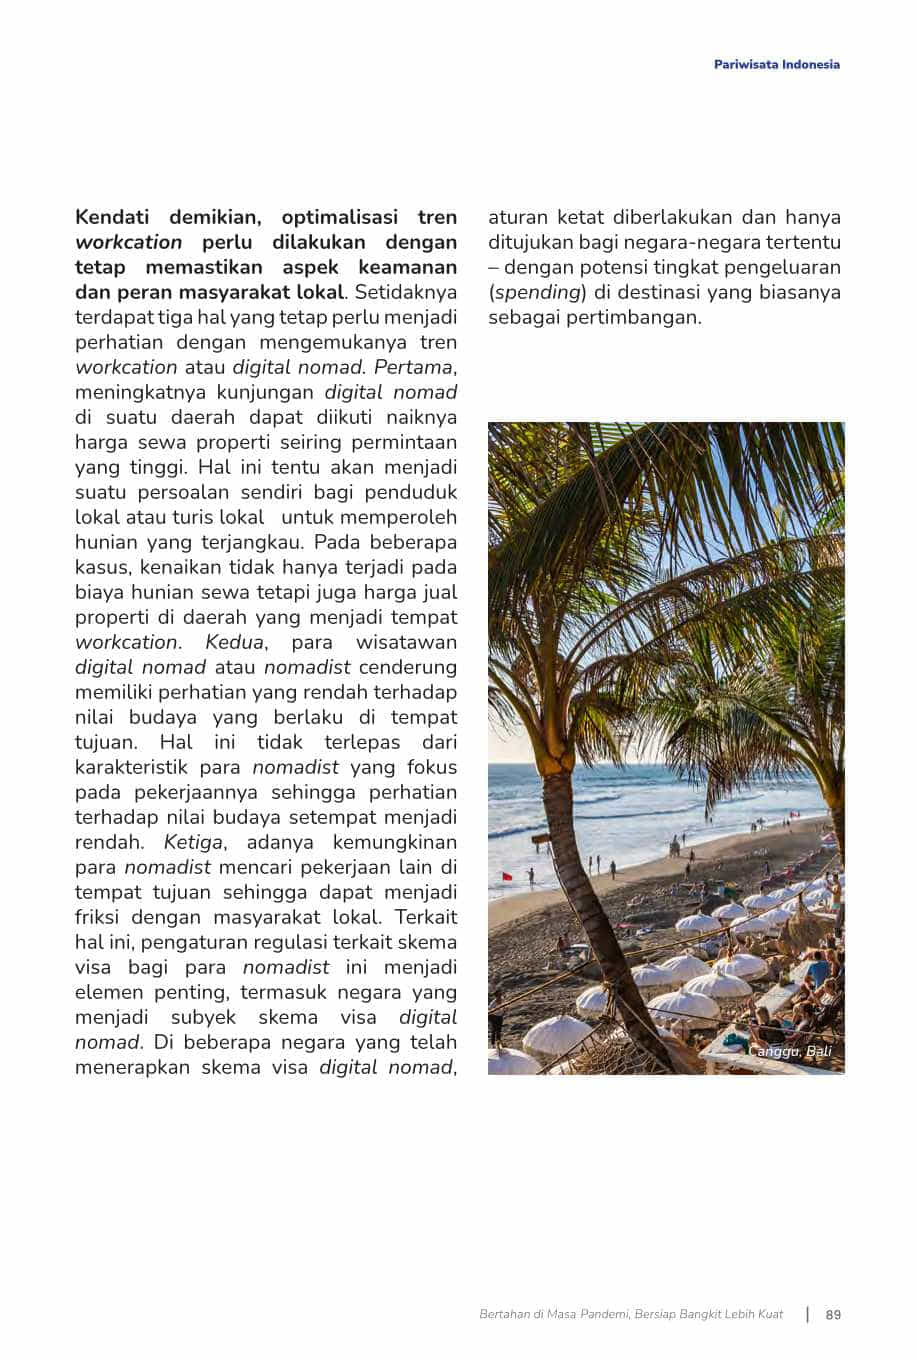 Pariwisata Indonesia
Kendati demikian, optimalisasi tren
workcation perlu dilakukan dengan
tetap memastikan aspek keamanan
dan peran masyarakat lokal. Setidaknya
terdapat tiga hal yang tetap perlu menjadi
perhatian dengan mengemukanya tren
workcation atau digital nomad. Pertama,
meningkatnya kunjungan digital nomad
di suatu daerah dapat diikuti naiknya
harga sewa properti seiring permintaan
yang tinggi. Hal ini tentu akan menjadi
suatu persoalan sendiri bagi penduduk
lokal atau turis lokal untuk memperoleh
hunian yang terjangkau. Pada beberapa
kasus, kenaikan tidak hanya terjadi pada
biaya hunian sewa tetapi juga harga jual
properti di daerah yang menjadi tempat
workcation. Kedua, para wisatawan
digital nomad atau nomadist cenderung
memiliki perhatian yang rendah terhadap
nilai budaya yang berlaku di tempat
tujuan. Hal ini tidak terlepas dari
karakteristik para nomadist yang fokus
pada pekerjaannya sehingga perhatian
terhadap nilai budaya setempat menjadi
rendah. Ketiga, adanya kemungkinan
para nomadist mencari pekerjaan lain di
tempat tujuan sehingga dapat menjadi
friksi dengan masyarakat lokal. Terkait
hal ini, pengaturan regulasi terkait skema
visa bagi para nomadist ini menjadi
elemen penting, termasuk negara yang
menjadi subyek skema visa digital
nomad. Di beberapa negara yang telah
menerapkan skema visa digital nomad,
aturan ketat diberlakukan dan hanya
ditujukan bagi negara-negara tertentu
– dengan potensi tingkat pengeluaran
(spending) di destinasi yang biasanya
sebagai pertimbangan.
Canggu, Bali
Bertahan di Masa Pandemi, Bersiap Bangkit Lebih Kuat | 89